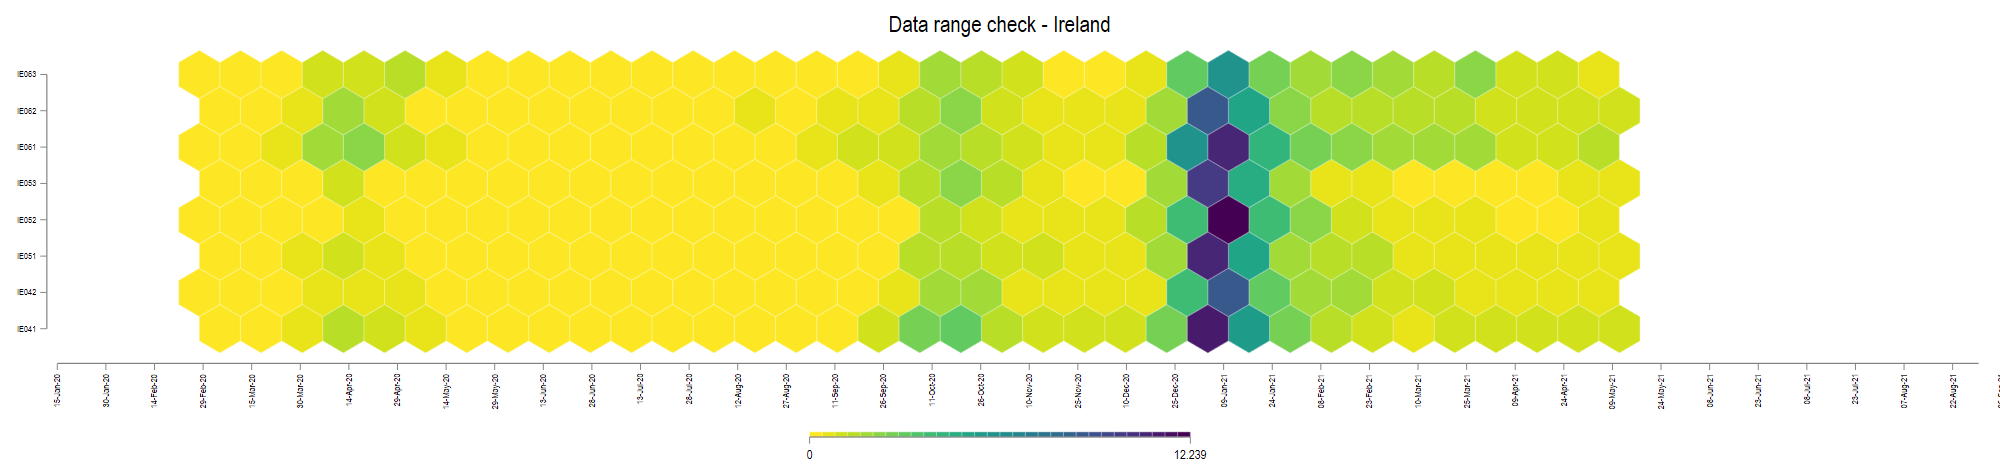 Data range check - Ireland
IE063
IE062
IE061
IE053
IE052
IE051
IE042
IE041
15-Jan-20
30-Jan-20
14-Feb-20
29-Feb-20
15-Mar-20
30-Mar-20
14-Apr-20
29-Apr-20
14-May-20
29-May-20
13-Jun-20
28-Jun-20
13-Jul-20
28-Jul-20
12-Aug-20
27-Aug-20
11-Sep-20
26-Sep-20
11-Oct-20
26-Oct-20
10-Nov-20
25-Nov-20
10-Dec-20
25-Dec-20
09-Jan-21
24-Jan-21
08-Feb-21
23-Feb-21
10-Mar-21
25-Mar-21
09-Apr-21
24-Apr-21
09-May-21
24-May-21
08-Jun-21
23-Jun-21
08-Jul-21
23-Jul-21
07-Aug-21
22-Aug-21
0
12.239